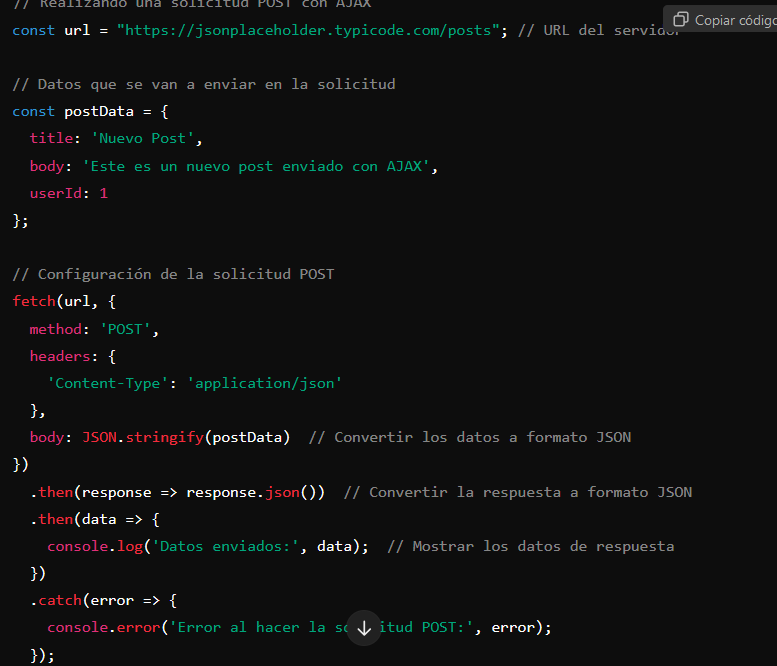 // Realizando una solicitud POST con AJAX
Copiar código
const url = "https://jsonplaceholder.typicode.com/posts"; // URL del servidor
// Datos que se van a enviar en la solicitud
const postData = {
  title: 'Nuevo Post',
  body: 'Este es un nuevo post enviado con AJAX',
  userId: 1
};
// Configuración de la solicitud POST
fetch(url, {
  method: 'POST',
  headers: {
    'Content-Type': 'application/json'
  },
  body: JSON.stringify(postData)  // Convertir los datos a formato JSON
})
  .then(response => response.json())  // Convertir la respuesta a formato JSON
  .then(data => {
    console.log('Datos enviados:', data);  // Mostrar los datos de respuesta
  })
  .catch(error => {
    console.error('Error al hacer la solicitud POST:', error);
  });